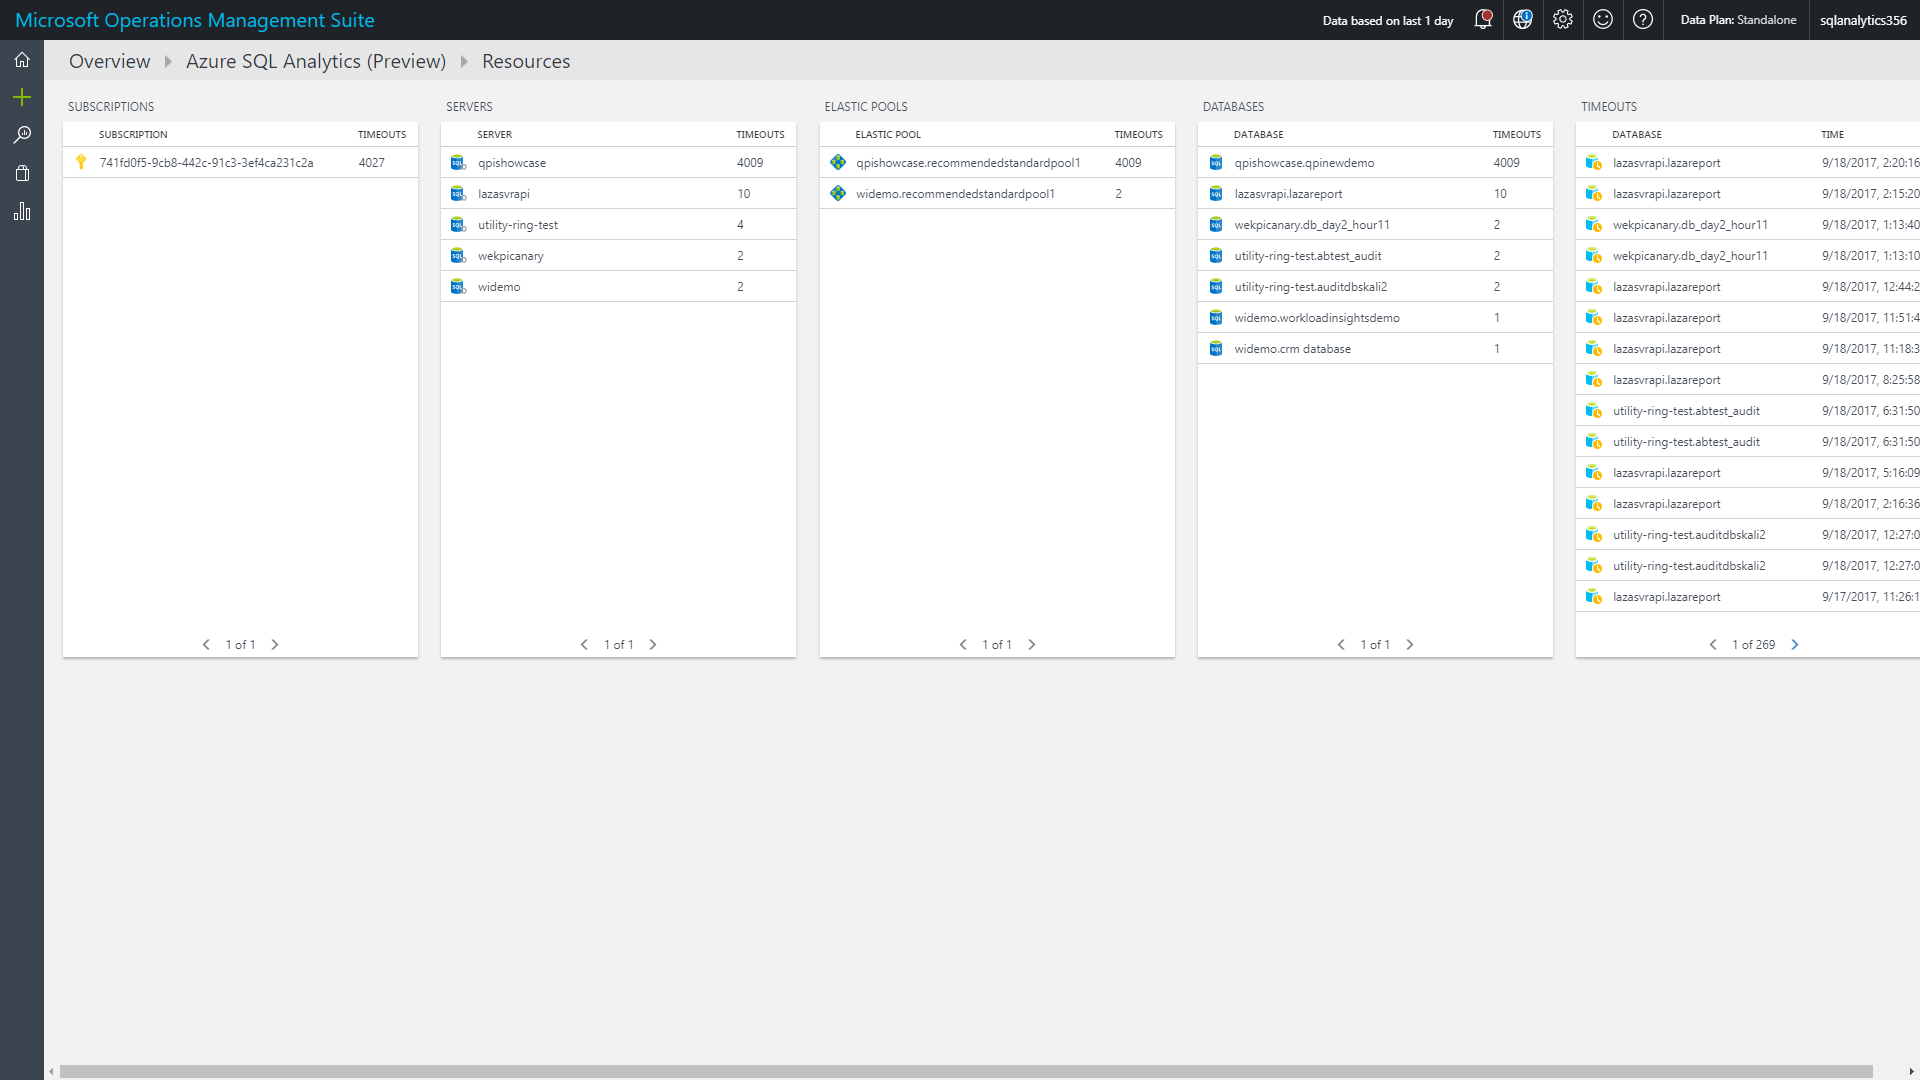 Microsoft Operations Management Suite
Data based on last 1 day
Data Plan: Standalone
sqlanalytics356
Overview
Azure SQL Analytics (Preview)
Resources
SUBSCRIPTIONS
SUBSCRIPTION TIMEOUTS
741fd0f5-9cb8-442c-91c3-3ef4ca231c2a 4027
1 of 1
SERVERS
SERVER TIMEOUTS
qpishowcase 4009
lazasvrapi 10
utility-ring-test 4
wekpicanary 2
widemo 2
1 of 1
ELASTIC POOLS
ELASTIC POOL TIMEOUTS
qpishowcase.recommendedstandardpool1 4009
widemo.recommendedstandardpool1 2
1 of 1
DATABASES
DATABASE TIMEOUTS
qpishowcase.qpinewdemo 4009
lazasvrapi.lazareport 10
wekpicanary.db_day2_hour11 2
utility-ring-test.abtest_audit 2
utility-ring-test.auditdbskali2 2
widemo.workloadinsightsdemo 1
widemo.crm database 1
1 of 1
TIMEOUTS
DATABASE TIME
lazasvrapi.lazareport 9/18/2017, 2:20:16
lazasvrapi.lazareport 9/18/2017, 2:15:20
wekpicanary.db_day2_hour11 9/18/2017, 1:13:40
wekpicanary.db_day2_hour11 9/18/2017, 1:13:10
lazasvrapi.lazareport 9/18/2017, 12:44:2
lazasvrapi.lazareport 9/18/2017, 11:51:4
lazasvrapi.lazareport 9/18/2017, 11:18:3
lazasvrapi.lazareport 9/18/2017, 8:25:58
utility-ring-test.abtest_audit 9/18/2017, 6:31:50
utility-ring-test.abtest_audit 9/18/2017, 6:31:50
lazasvrapi.lazareport 9/18/2017, 5:16:09
lazasvrapi.lazareport 9/18/2017, 2:16:36
utility-ring-test.auditdbskali2 9/18/2017, 12:27:0
utility-ring-test.auditdbskali2 9/18/2017, 12:27:0
lazasvrapi.lazareport 9/17/2017, 11:26:1
1 of 269